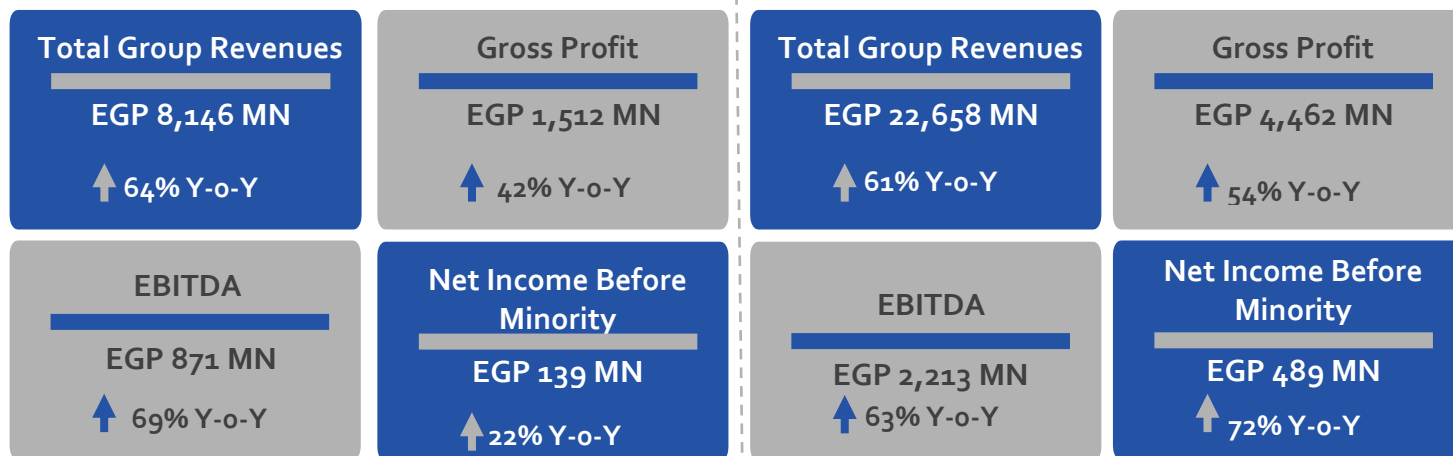 Total Group Revenues
EGP 8,146 MN
64% Y-o-Y
Gross Profit
EGP 1,512 MN
42% Y-o-Y
EBITDA
EGP 871 MN
69% Y-o-Y
Net Income Before
Minority
EGP 139 MN
22% Y-o-Y
Total Group Revenues
EGP 22,658 MN
61% Y-o-Y
Gross Profit
EGP 4,462 MN
54% Y-o-Y
EBITDA
EGP 2,213 MN
63% Y-o-Y
Net Income Before
Minority
EGP 489 MN
72% Y-o-Y